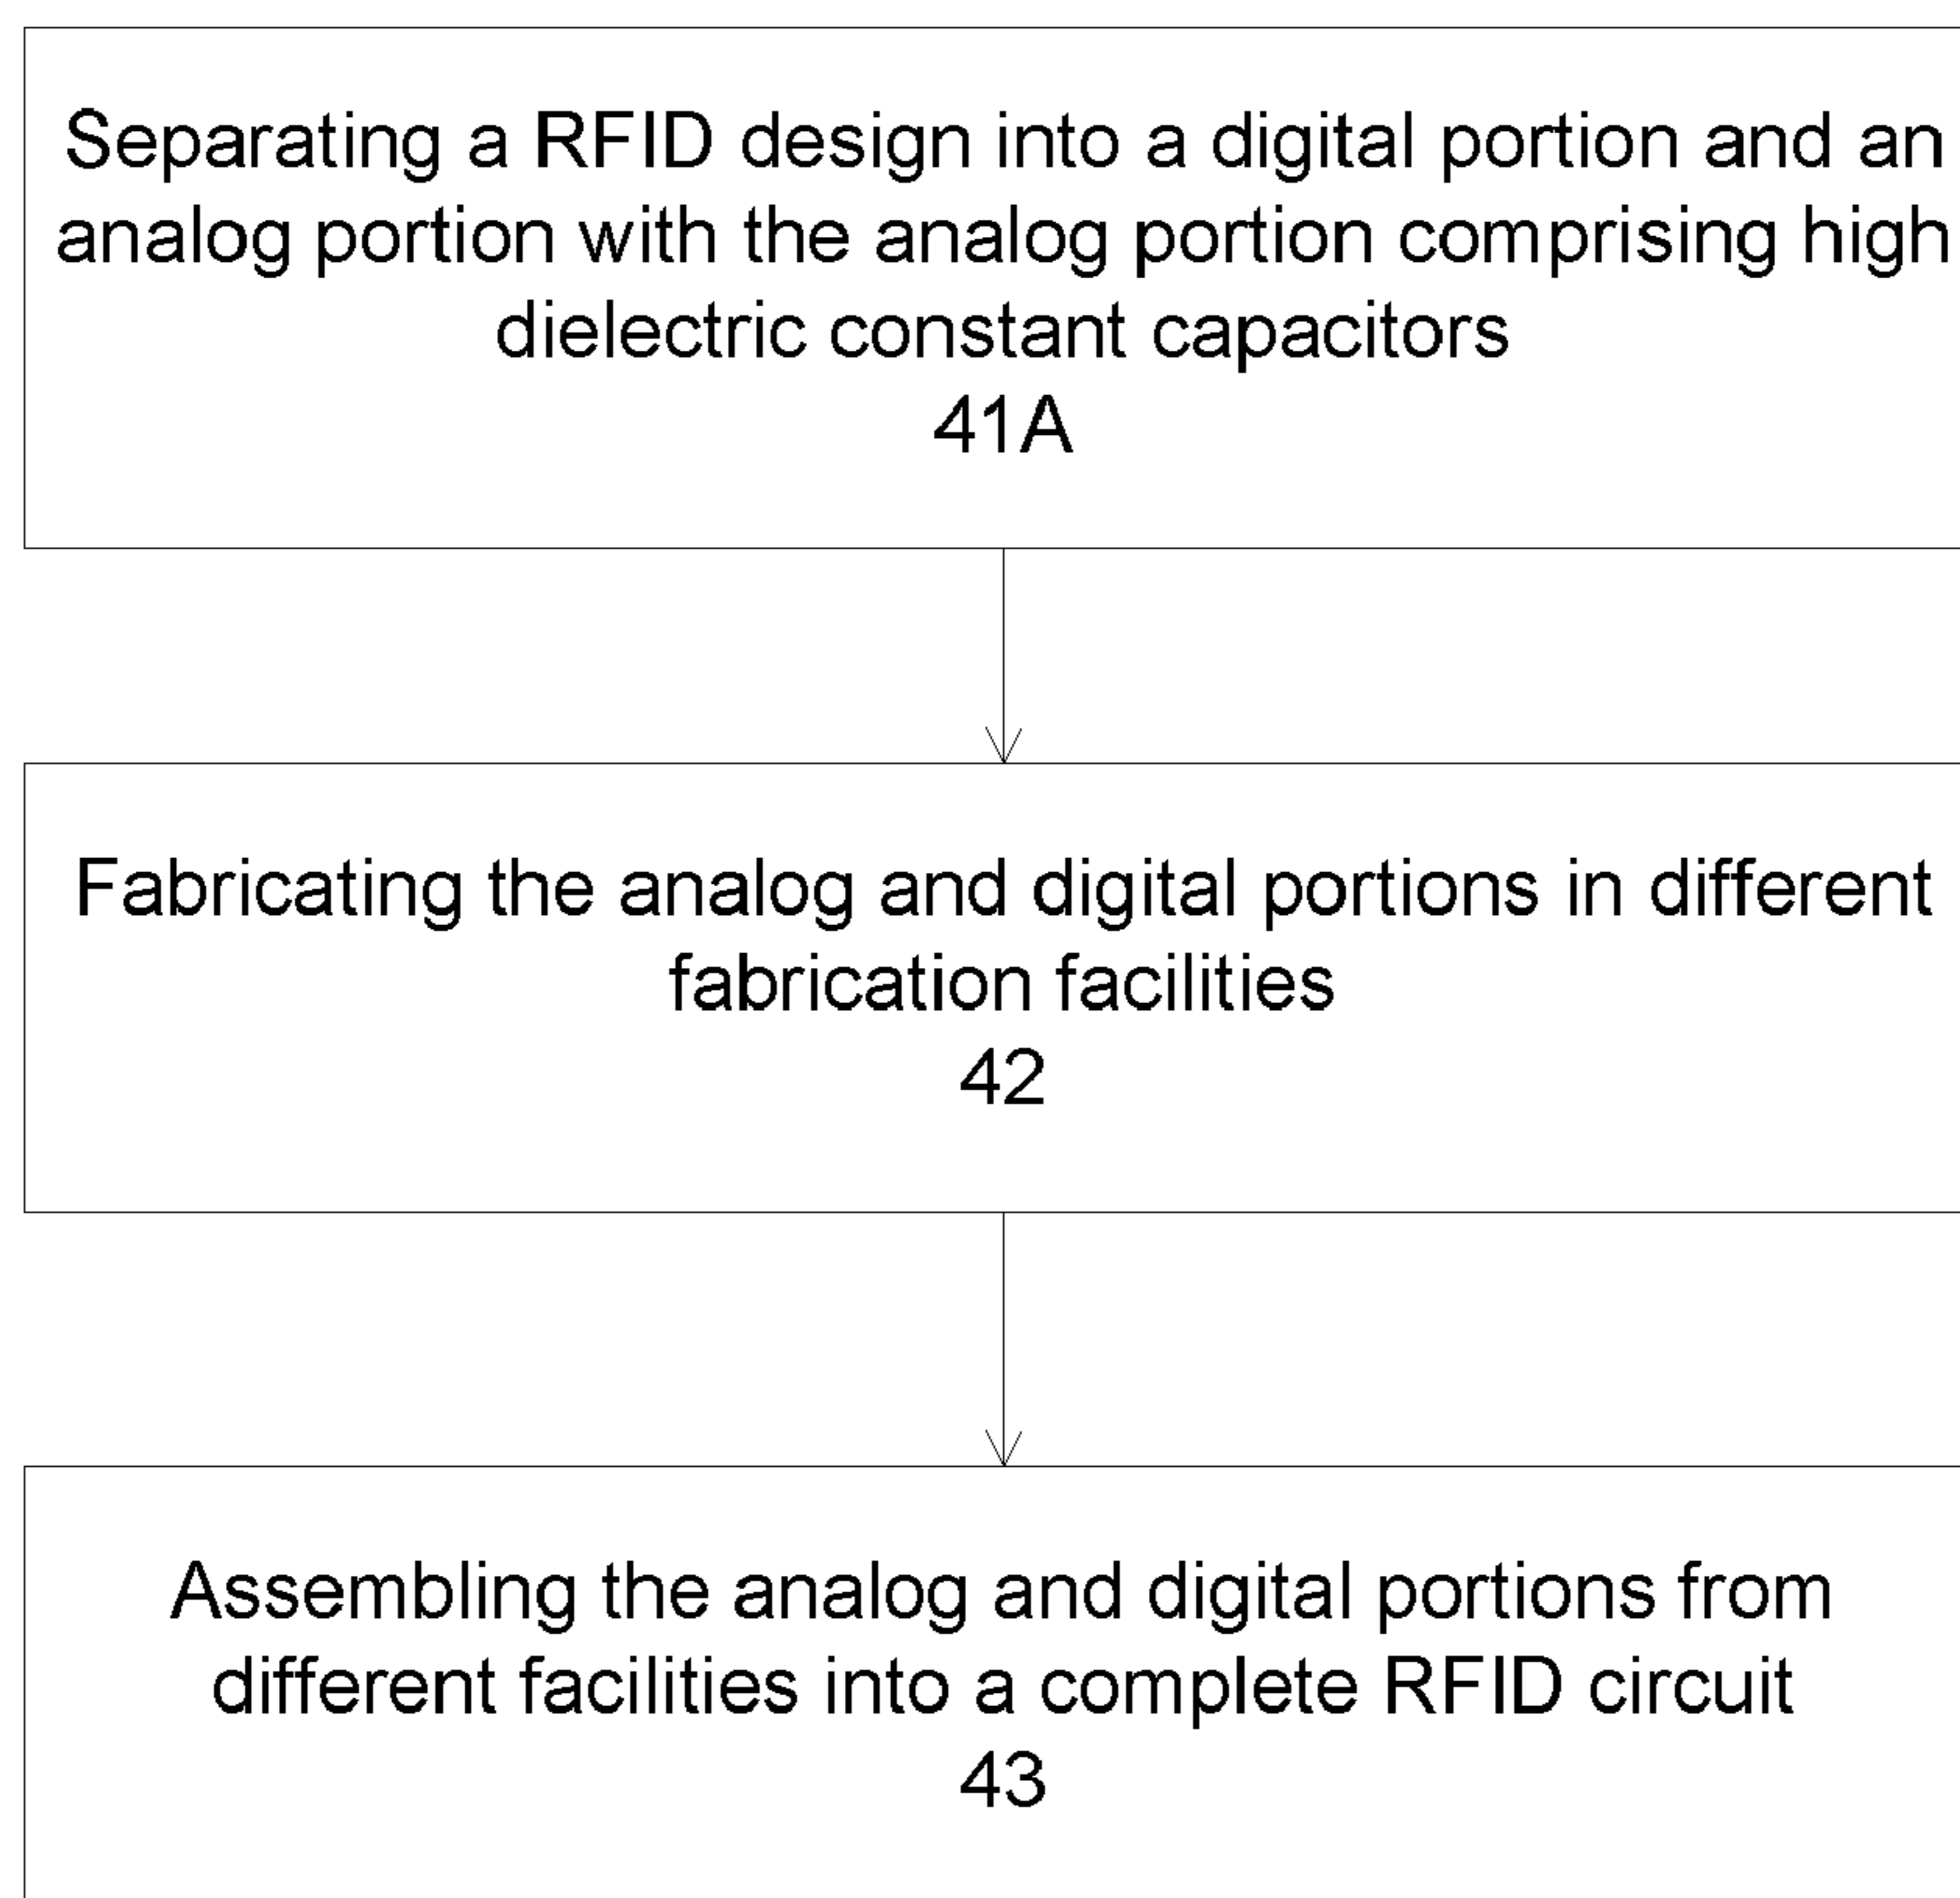 Separating a RFID design into a digital portion and an
analog portion with the analog portion comprising high
dielectric constant capacitors
41A
Fabricating the analog and digital portions in different
fabrication facilities
42
Assembling the analog and digital portions from
different facilities into a complete RFID circuit
43